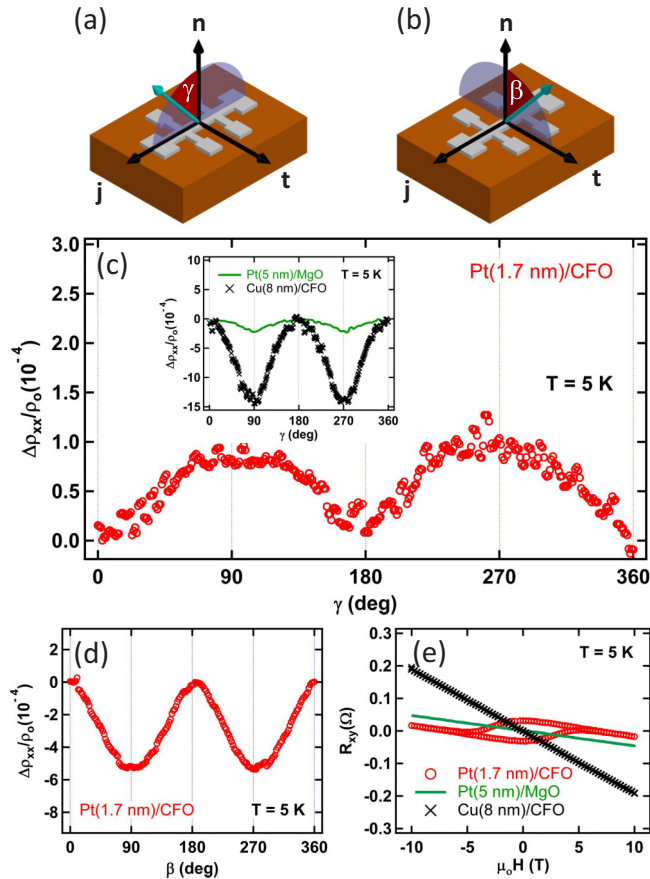 (a)
(b)
n
n
γ
β
j
t
j
t
(c)
Pt(1.7 nm)/CFO
T = 5 K
Δρxx/ρo(10⁻⁴)
3.0
2.5
2.0
1.5
1.0
0.5
0.0
0
90
180
270
360
γ (deg)
Pt(5 nm)/MgO
T = 5 K
Cu(8 nm)/CFO
Δρxx/ρo(10⁻⁴)
10
5
0
-5
-10
-15
0
90
180
270
360
γ (deg)
(d)
Δρxx/ρo(10⁻⁴)
2
0
-2
-4
-6
-8
Pt(1.7 nm)/CFO
T = 5K
0
90
180
270
360
β (deg)
(e)
T = 5 K
Rxy(Ω)
0.3
0.2
0.1
0.0
-0.1
-0.2
-0.3
Pt(1.7 nm)/CFO
Pt(5 nm)/MgO
Cu(8 nm)/CFO
-10
-5
0
5
10
μoH (T)